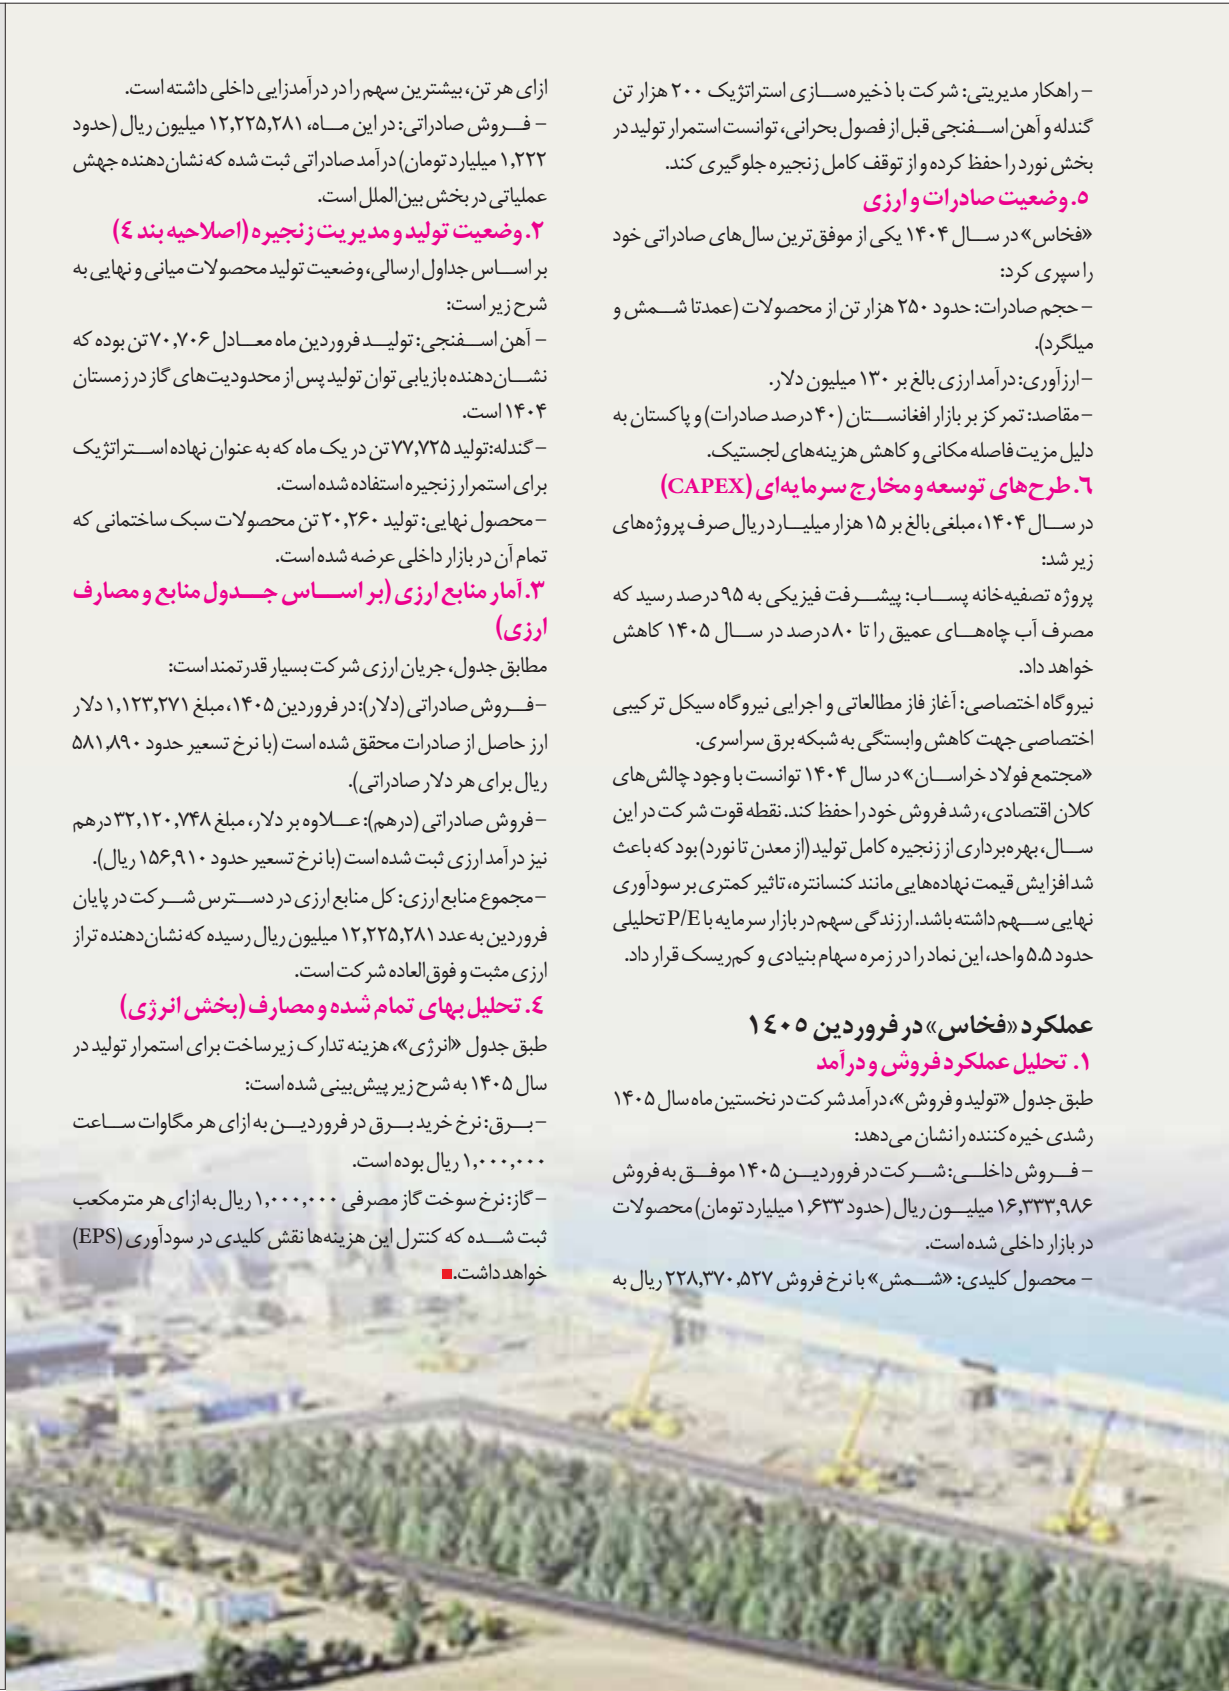 - راهکار مدیریتی: شرکت با ذخیره‌سازی استراتژیک ۲۰۰ هزار تن
گندله و آهن اسفنجی قبل از فصول بحرانی، توانست استمرار تولید در
بخش نورد را حفظ کرده و از توقف کامل زنجیره جلوگیری کند.
۵. وضعیت صادرات و ارزی
«فخاس» در سال ۱۴۰۴ یکی از موفق‌ترین سال‌های صادراتی خود
را سپری کرد:
- حجم صادرات: حدود ۲۵۰ هزار تن از محصولات (عمدتا شمش و
میلگرد).
- ارزآوری: درآمد ارزی بالغ بر ۱۳۰ میلیون دلار.
- مقاصد: تمرکز بر بازار افغانستان (۴۰ درصد صادرات) و پاکستان به
دلیل مزیت فاصله مکانی و کاهش هزینه‌های لجستیک.
۶. طرح‌های توسعه و مخارج سرمایه‌ای (CAPEX)
در سال ۱۴۰۴، مبلغی بالغ بر ۱۵ هزار میلیارد ریال صرف پروژه‌های
زیر شد:
پروژه تصفیه‌خانه پساب: پیشرفت فیزیکی به ۹۵ درصد رسید که
مصرف آب چاه‌های عمیق را تا ۸۰ درصد در سال ۱۴۰۵ کاهش
خواهد داد.
نیروگاه اختصاصی: آغاز فاز مطالعاتی و اجرایی نیروگاه سیکل ترکیبی
اختصاصی جهت کاهش وابستگی به شبکه برق سراسری.
«مجتمع فولاد خراسان» در سال ۱۴۰۴ توانست با وجود چالش‌های
کلان اقتصادی، رشد فروش خود را حفظ کند. نقطه قوت شرکت در این
سال، بهره‌برداری از زنجیره کامل تولید (از معدن تا نورد) بود که باعث
شد افزایش قیمت نهاده‌هایی مانند کنسانتره، تاثیر کمتری بر سودآوری
نهایی سهم داشته باشد. ارزندگی سهم در بازار سرمایه با P/E تحلیلی
حدود ۵.۵ واحد، این نماد را در زمره سهام بنیادی و کم‌ریسک قرار داد.
عملکرد «فخاس» در فروردین ۱۴۰۵
۱. تحلیل عملکرد فروش و درآمد
طبق جدول «تولید و فروش»، درآمد شرکت در نخستین ماه سال ۱۴۰۵
رشدی خیره‌کننده را نشان می‌دهد:
- فروش داخلی: شرکت در فروردین ۱۴۰۵ موفق به فروش
۱۶,۳۳۳,۹۸۶ میلیون ریال (حدود ۱,۶۳۳ میلیارد تومان) محصولات
در بازار داخلی شده است.
- محصول کلیدی: «شمش» با نرخ فروش ۲۲۸,۳۷۰,۵۲۷ ریال به
ازای هر تن، بیشترین سهم را در درآمدزایی داخلی داشته است.
- فروش صادراتی: در این ماه، ۱۲,۲۲۵,۲۸۱ میلیون ریال (حدود
۱,۲۲۲ میلیارد تومان) درآمد صادراتی ثبت شده که نشان‌دهنده جهش
عملیاتی در بخش بین‌الملل است.
۲. وضعیت تولید و مدیریت زنجیره (اصلاحیه بند ۴)
بر اساس جداول ارسالی، وضعیت تولید محصولات میانی و نهایی به
شرح زیر است:
- آهن اسفنجی: تولید فروردین ماه معادل ۷۰,۷۰۶ تن بوده که
نشان‌دهنده بازیابی توان تولید پس از محدودیت‌های گاز در زمستان
۱۴۰۴ است.
- گندله:تولید ۷۷,۷۲۵ تن در یک ماه که به عنوان نهاده استراتژیک
برای استمرار زنجیره استفاده شده است.
- محصول نهایی: تولید ۲۰,۲۶۰ تن محصولات سبک ساختمانی که
تمام آن در بازار داخلی عرضه شده است.
۳. آمار منابع ارزی (بر اساس جدول منابع و مصارف
ارزی)
مطابق جدول، جریان ارزی شرکت بسیار قدرتمند است:
- فروش صادراتی (دلار): در فروردین ۱۴۰۵، مبلغ ۱,۱۲۳,۲۷۱ دلار
ارز حاصل از صادرات محقق شده است (با نرخ تسعیر حدود ۵۸۱,۸۹۰
ریال برای هر دلار صادراتی).
- فروش صادراتی (درهم): علاوه بر دلار، مبلغ ۳۲,۱۲۰,۷۴۸ درهم
نیز درآمد ارزی ثبت شده است (با نرخ تسعیر حدود ۱۵۶,۹۱۰ ریال).
- مجموع منابع ارزی: کل منابع ارزی در دسترس شرکت در پایان
فروردین به عدد ۱۲,۲۲۵,۲۸۱ میلیون ریال رسیده که نشان‌دهنده تراز
ارزی مثبت و فوق‌العاده شرکت است.
۴. تحلیل بهای تمام شده و مصارف (بخش انرژی)
طبق جدول «انرژی»، هزینه تدارک زیرساخت برای استمرار تولید در
سال ۱۴۰۵ به شرح زیر پیش‌بینی شده است:
- برق: نرخ خرید برق در فروردین به ازای هر مگاوات ساعت
۱,۰۰۰,۰۰۰ ریال بوده است.
- گاز: نرخ سوخت گاز مصرفی ۱,۰۰۰,۰۰۰ ریال به ازای هر مترمکعب
ثبت شده که کنترل این هزینه‌ها نقش کلیدی در سودآوری (EPS)
خواهد داشت.